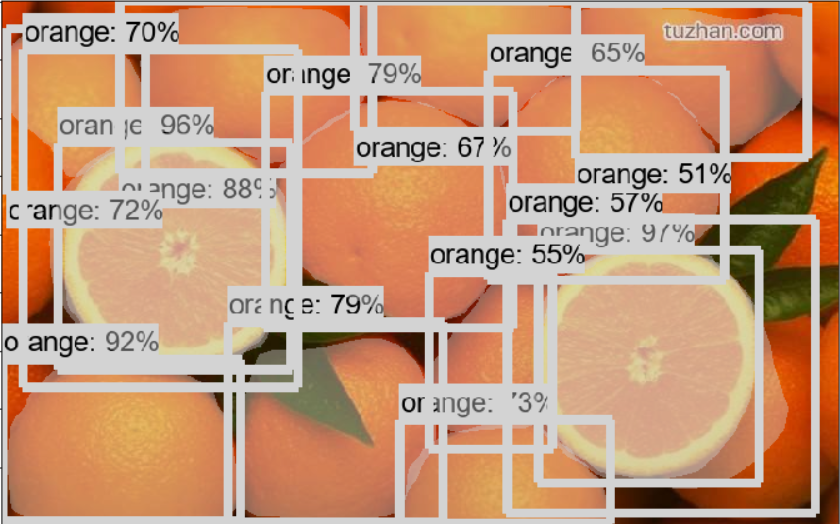 orange: 70%
tuzhan.com
orange 65%
orange 79%
orange 96%
orange: 67%
orange: 51%
orange: 88%
orange: 72%
orange: 57%
orange: 97%
orange: 55%
orange: 79%
orange: 92%
orange: 73%